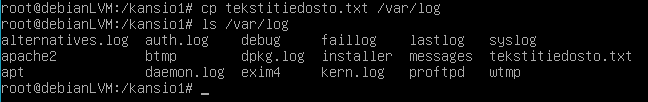 root@debianLVM:/kansio1# cp tekstitiedosto.txt /var/log
root@debianLVM:/kansio1# ls /var/log
alternatives.log auth.log debug faillog lastlog syslog
apache2 btmp dpkg.log installer messages tekstitiedosto.txt
apt daemon.log exim4 kern.log proftpd wtmp
root@debianLVM:/kansio1# _